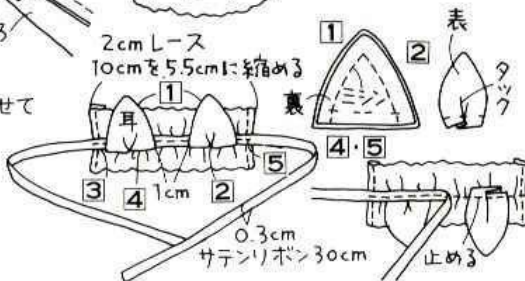 せて
2cmレース
10cmを5.5cmに縮める
1
耳
3
4
1cm
2
5
0.3cm
サテンリボン30cm
1
裏
2
表
タック
4・5
止める